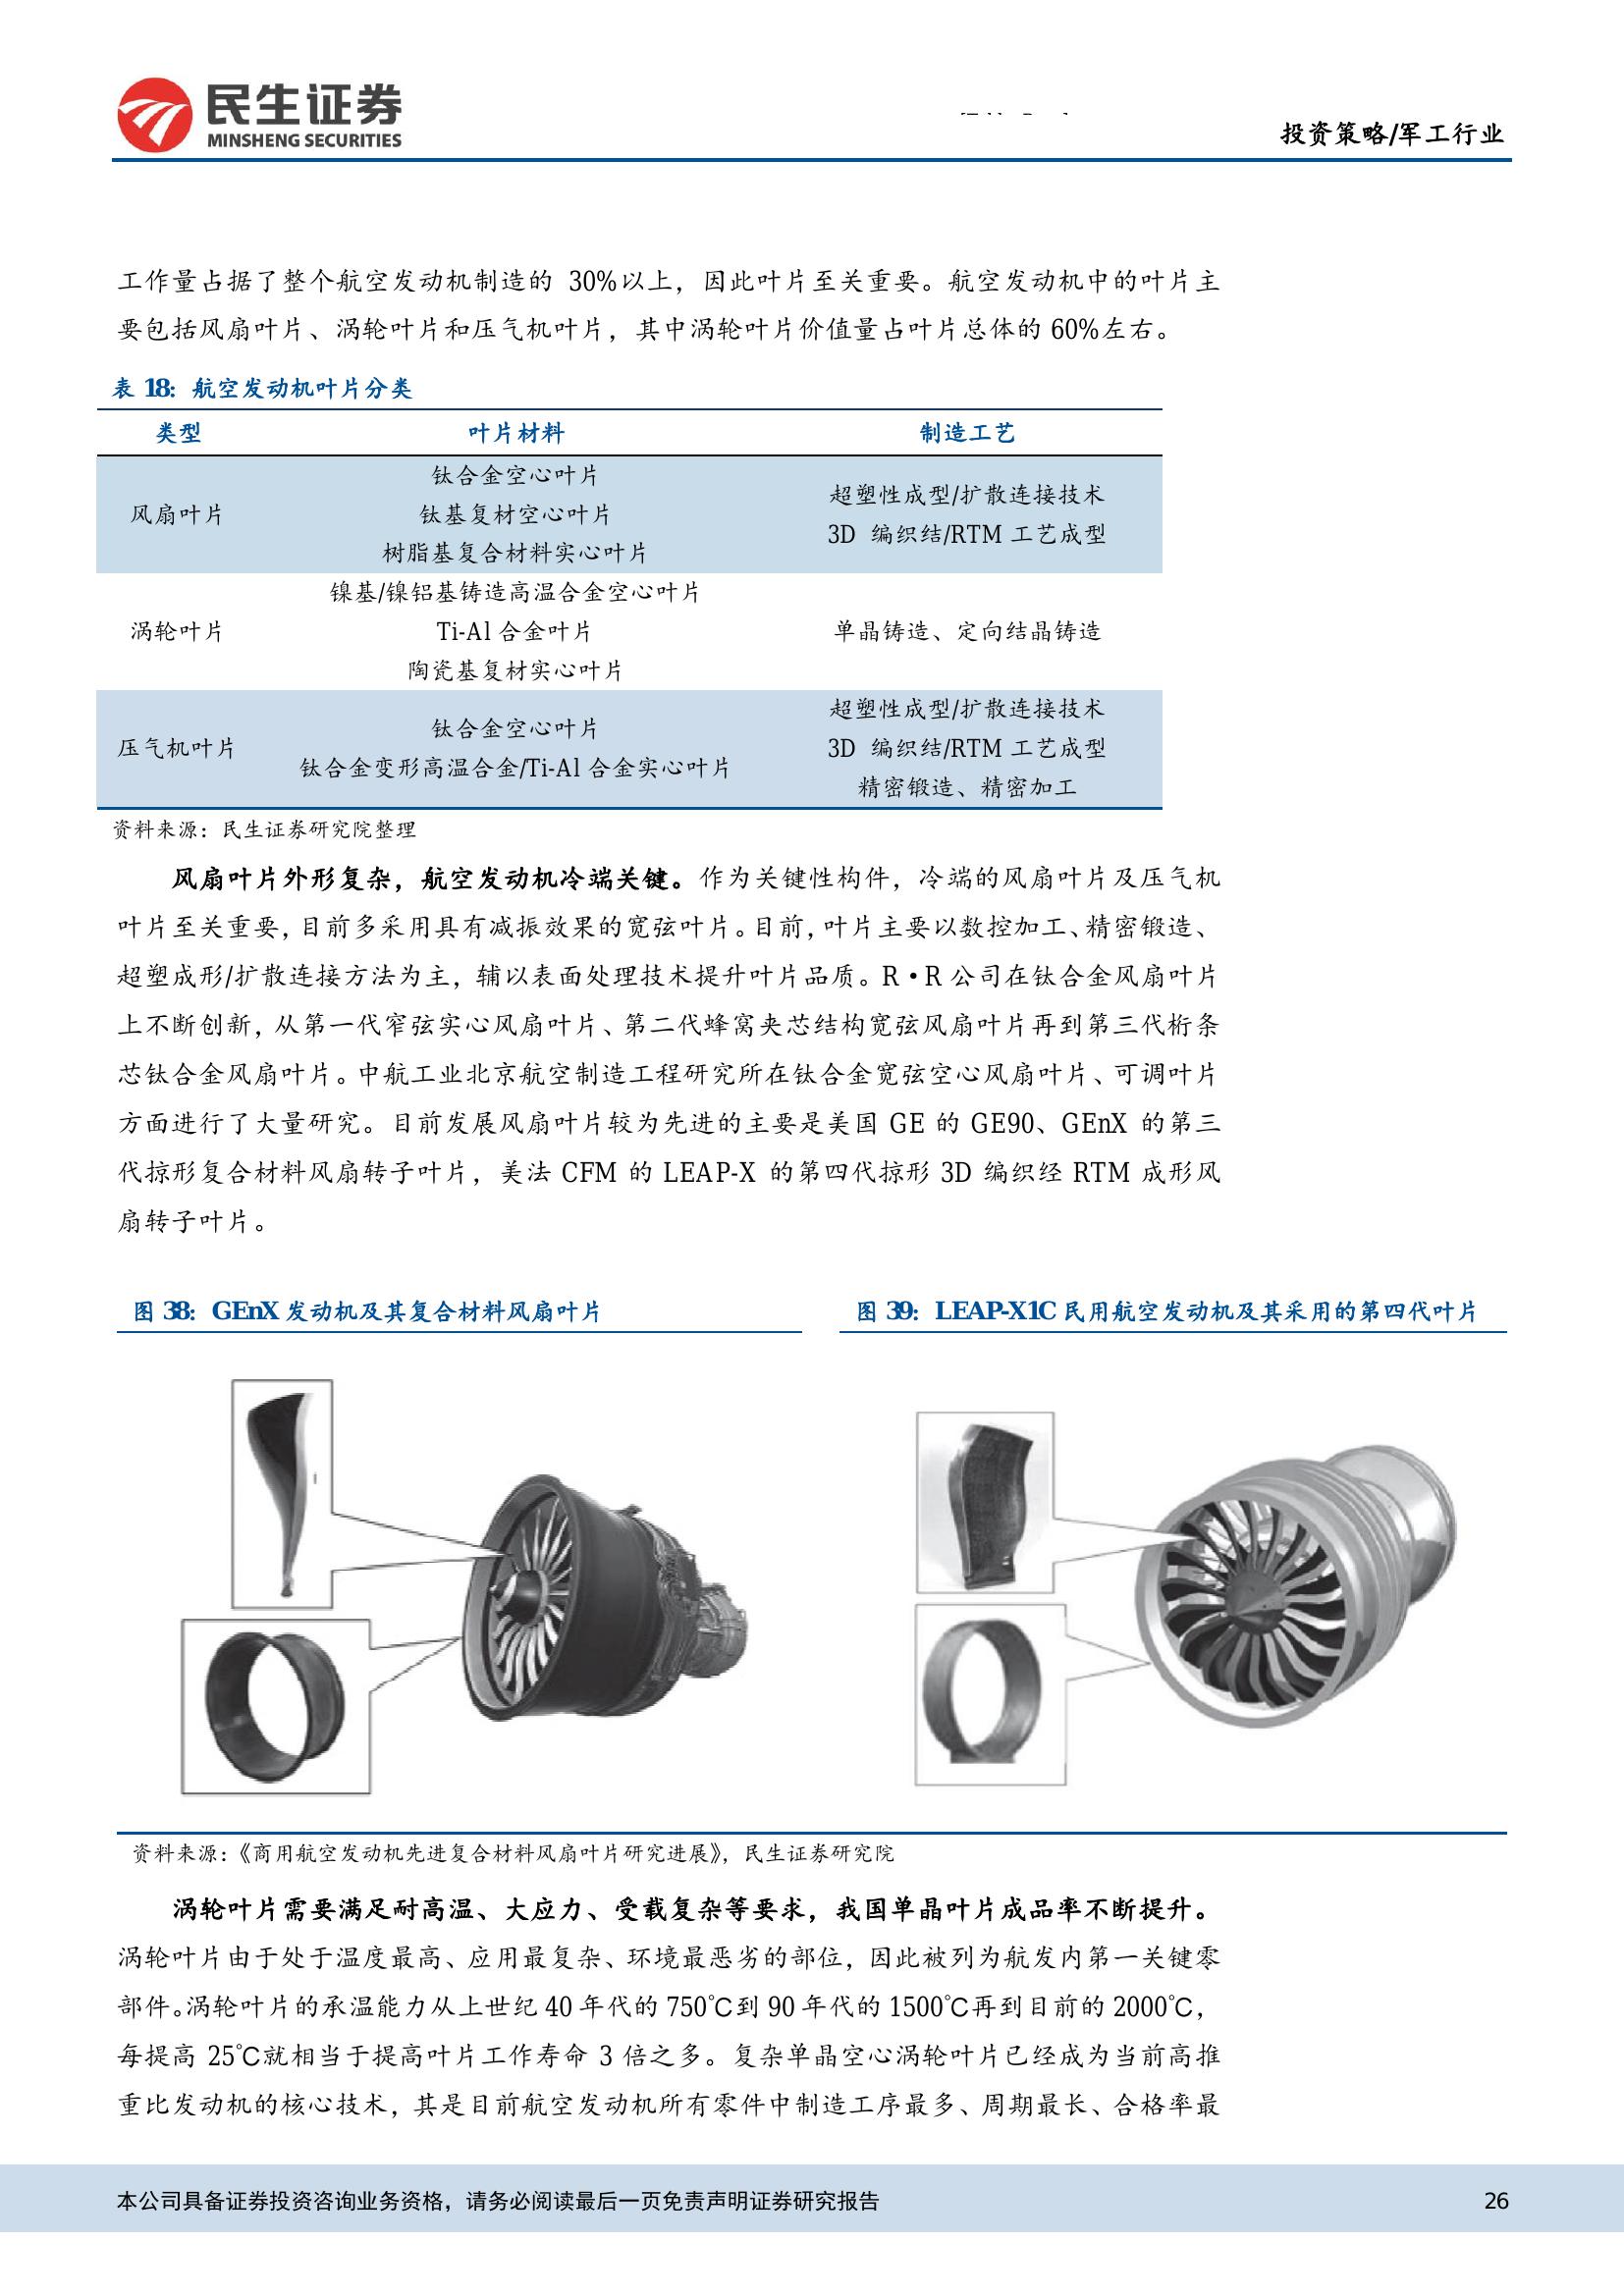 民生证券
MINSHENG SECURITIES
投资策略/军工行业
工作量占据了整个航空发动机制造的 30%以上，因此叶片至关重要。航空发动机中的叶片主
要包括风扇叶片、涡轮叶片和压气机叶片，其中涡轮叶片价值量占叶片总体的 60%左右。
表 18：航空发动机叶片分类
类型 叶片材料 制造工艺
风扇叶片
钛合金空心叶片
钛基复材空心叶片
树脂基复合材料实心叶片
超塑性成型/扩散连接技术
3D 编织结/RTM 工艺成型
涡轮叶片
镍基/镍铝基铸造高温合金空心叶片
Ti-Al 合金叶片
陶瓷基复材实心叶片
单晶铸造、定向结晶铸造
压气机叶片
钛合金空心叶片
钛合金变形高温合金/Ti-Al 合金实心叶片
超塑性成型/扩散连接技术
3D 编织结/RTM 工艺成型
精密锻造、精密加工
资料来源：民生证券研究院整理
风扇叶片外形复杂，航空发动机冷端关键。作为关键性构件，冷端的风扇叶片及压气机
叶片至关重要，目前多采用具有减振效果的宽弦叶片。目前，叶片主要以数控加工、精密锻造、
超塑成形/扩散连接方法为主，辅以表面处理技术提升叶片品质。R•R 公司在钛合金风扇叶片
上不断创新，从第一代窄弦实心风扇叶片、第二代蜂窝夹芯结构宽弦风扇叶片再到第三代桁条
芯钛合金风扇叶片。中航工业北京航空制造工程研究所在钛合金宽弦空心风扇叶片、可调叶片
方面进行了大量研究。目前发展风扇叶片较为先进的主要是美国 GE 的 GE90、GEnX 的第三
代掠形复合材料风扇转子叶片，美法 CFM 的 LEAP-X 的第四代掠形 3D 编织经 RTM 成形风
扇转子叶片。
图 38：GEnX 发动机及其复合材料风扇叶片
图 39：LEAP-X1C 民用航空发动机及其采用的第四代叶片
资料来源：《商用航空发动机先进复合材料风扇叶片研究进展》，民生证券研究院
涡轮叶片需要满足耐高温、大应力、受载复杂等要求，我国单晶叶片成品率不断提升。
涡轮叶片由于处于温度最高、应用最复杂、环境最恶劣的部位，因此被列为航发内第一关键零
部件。涡轮叶片的承温能力从上世纪 40 年代的 750℃到 90 年代的 1500℃再到目前的 2000℃，
每提高 25℃就相当于提高叶片工作寿命 3 倍之多。复杂单晶空心涡轮叶片已经成为当前高推
重比发动机的核心技术，其是目前航空发动机所有零件中制造工序最多、周期最长、合格率最
本公司具备证券投资咨询业务资格，请务必阅读最后一页免责声明证券研究报告 26